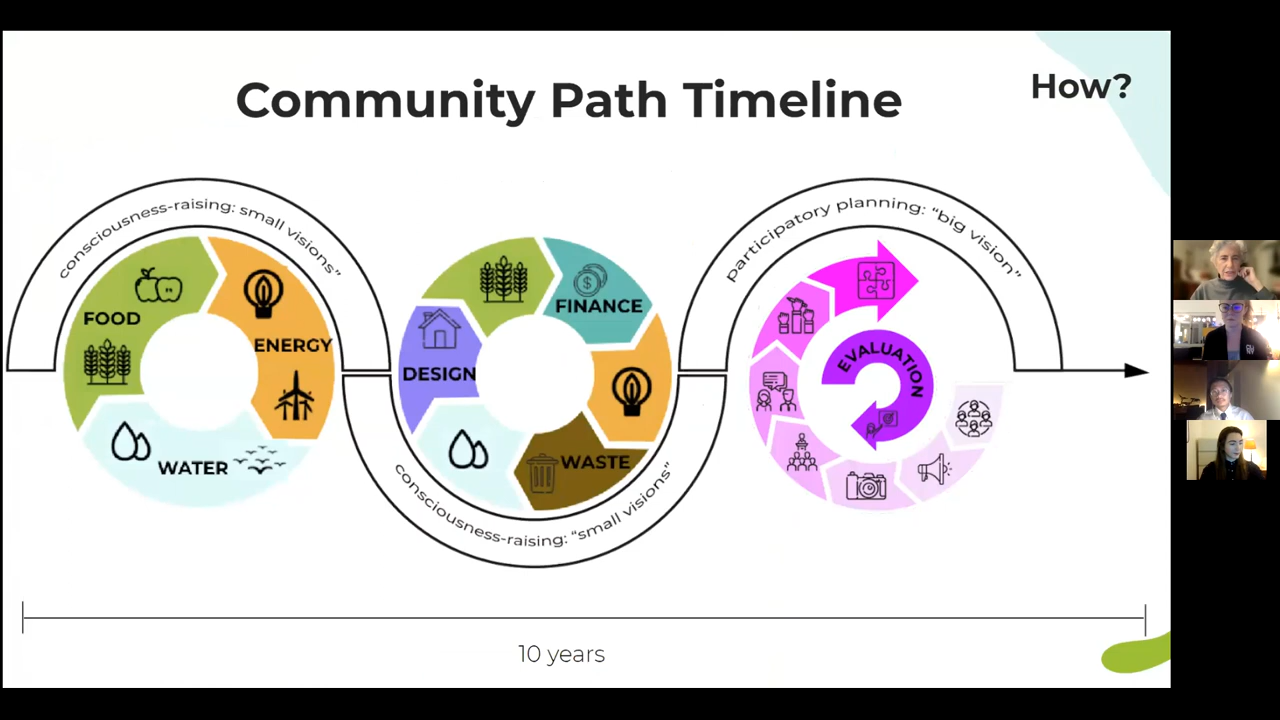 Community Path Timeline
How?
consciousness-raising: small visions”
FOOD
ENERGY
WATER
consciousness-raising: “small visions”
DESIGN
FINANCE
WASTE
participatory planning: “big vision”
EVALUATION
10 years